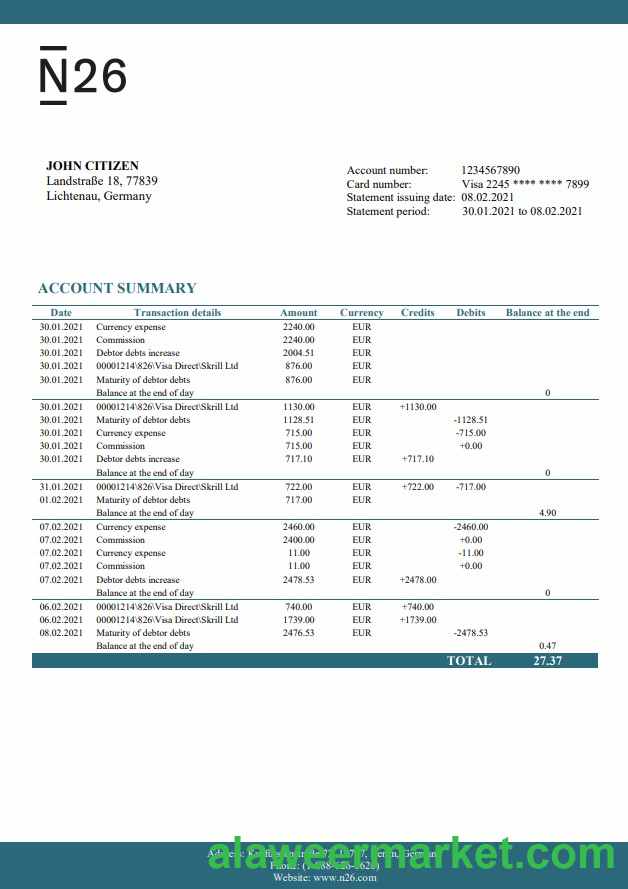 N26
JOHN CITIZEN
Landstraße 18, 77839
Lichtenau, Germany
Account number: 1234567890
Card number: Visa 2245 **** **** 7899
Statement issuing date: 08.02.2021
Statement period: 30.01.2021 to 08.02.2021
ACCOUNT SUMMARY
Date Transaction details Amount Currency Credits Debits Balance at the end
30.01.2021 Currency expense 2240.00 EUR
30.01.2021 Commission 2240.00 EUR
30.01.2021 Debtor debts increase 2004.51 EUR
30.01.2021 00001214\826\Visa Direct\Skrill Ltd 876.00 EUR
30.01.2021 Maturity of debtor debts 876.00 EUR
Balance at the end of day 0
30.01.2021 00001214\826\Visa Direct\Skrill Ltd 1130.00 EUR +1130.00
30.01.2021 Maturity of debtor debts 1128.51 EUR -1128.51
30.01.2021 Currency expense 715.00 EUR -715.00
30.01.2021 Commission 715.00 EUR +0.00
30.01.2021 Debtor debts increase 717.10 EUR +717.10
Balance at the end of day 0
31.01.2021 00001214\826\Visa Direct\Skrill Ltd 722.00 EUR +722.00 -717.00
01.02.2021 Maturity of debtor debts 717.00 EUR
Balance at the end of day 4.90
07.02.2021 Currency expense 2460.00 EUR -2460.00
07.02.2021 Commission 2400.00 EUR +0.00
07.02.2021 Currency expense 11.00 EUR -11.00
07.02.2021 Commission 11.00 EUR +0.00
07.02.2021 Debtor debts increase 2478.53 EUR +2478.00
Balance at the end of day 0
06.02.2021 00001214\826\Visa Direct\Skrill Ltd 740.00 EUR +740.00
06.02.2021 00001214\826\Visa Direct\Skrill Ltd 1739.00 EUR +1739.00
08.02.2021 Maturity of debtor debts 2476.53 EUR -2478.53
Balance at the end of day 0.47
TOTAL 27.37
alaweermarket.com
Website: www.n26.com